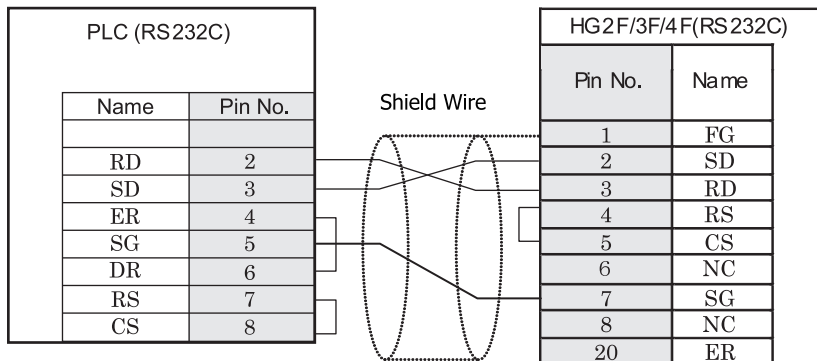 PLC (RS232C)
Name Pin No.
RD 2
SD 3
ER 4
SG 5
DR 6
RS 7
CS 8
Shield Wire
HG2F/3F/4F(RS232C)
Pin No. Name
1 FG
2 SD
3 RD
4 RS
5 CS
6 NC
7 SG
8 NC
20 ER